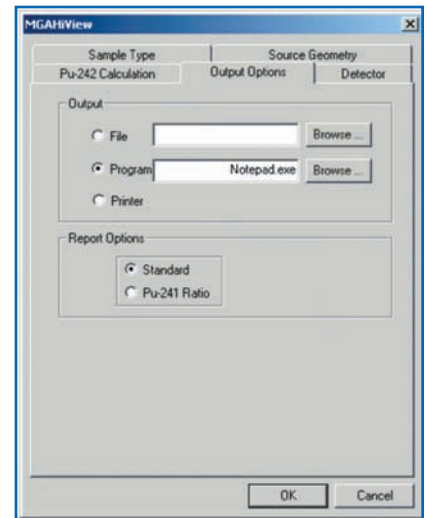 MGAHiView
Sample Type
Source Geometry
Pu-242 Calculation
Output Options
Detector
Output
File
Browse ...
Program
Notepad.exe
Browse ...
Printer
Report Options
Standard
Pu-241 Ratio
OK
Cancel